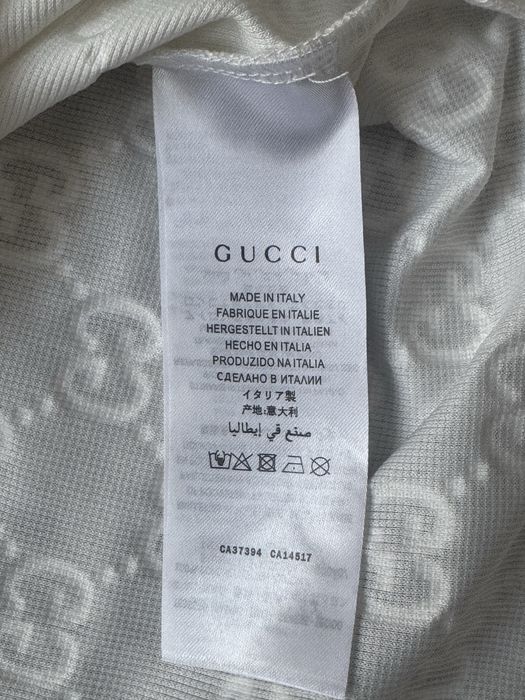 GUCCI
MADE IN ITALY
FABRIQUE EN ITALIE
HERGESTELLT IN ITALIEN
HECHO EN ITALIA
PRODUZIDO NA ITALIA
СДЕЛАНО В ИТАЛИИ
イタリア製
产地:意大利
صنع في إيطاليا
CA37394 CA14517